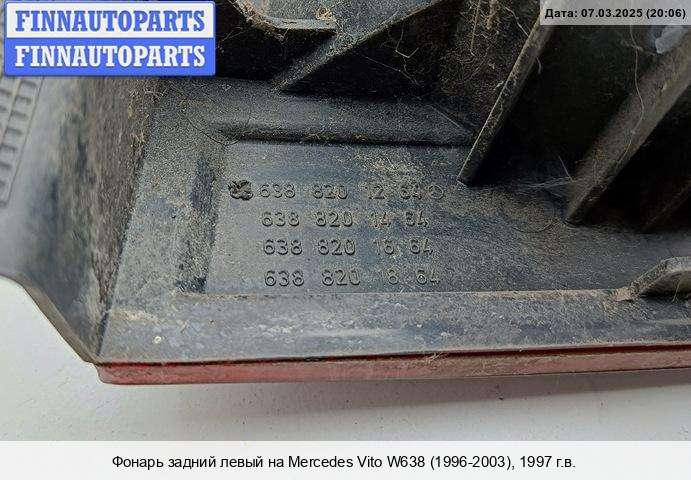 FINNAUTOPARTS
FINNAUTOPARTS
Дата: 07.03.2025 (20:06)
638 820 12 64
638 820 14 64
638 820 16 64
638 820 18 64
Фонарь задний левый на Mercedes Vito W638 (1996-2003), 1997 г.в.